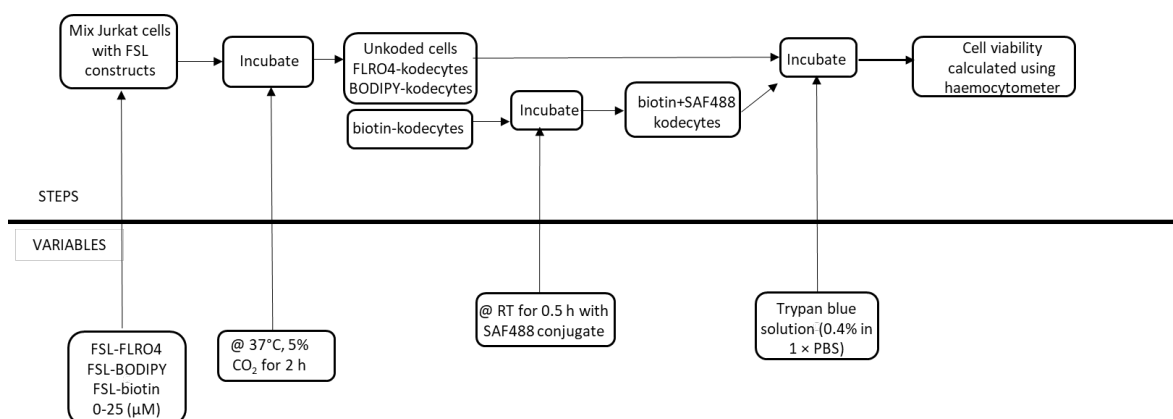 Mix Jurkat cells
with FSL
constructs
Incubate
Unkoded cells
FLRO4-kodecytes
BODIPY-kodecytes
biotin-kodecytes
Incubate
biotin+SAF488
kodecytes
Incubate
Cell viability
calculated using
haemocytometer
STEPS
VARIABLES
FSL-FLRO4
FSL-BODIPY
FSL-biotin
0-25 (µM)
@ 37°C, 5%
CO₂ for 2 h
@ RT for 0.5 h with
SAF488 conjugate
Trypan blue
solution (0.4% in
1 × PBS)